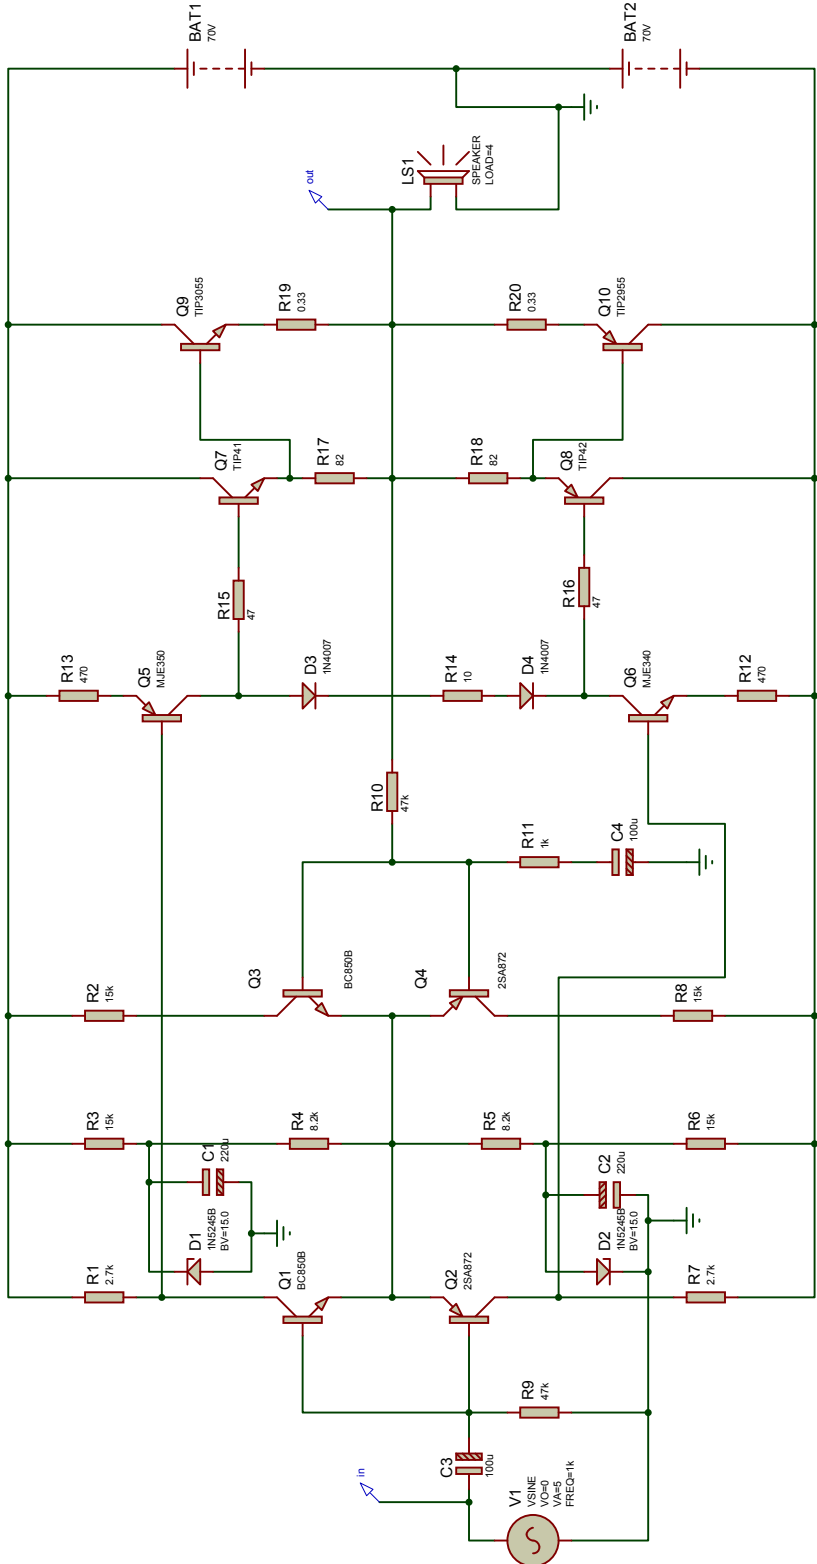 BAT1
70V
BAT2
70V
LS1
SPEAKER
LOAD=4
out
Q9
TIP3055
R19
0.33
R20
0.33
Q10
TIP2955
Q7
TIP41
R17
82
R18
82
Q8
TIP42
R15
47
R16
47
R13
470
Q5
MJE350
D3
1N4007
R14
10
D4
1N4007
Q6
MJE340
R12
470
R10
47k
R11
1k
C4
100u
R2
15k
Q3
BC850B
Q4
2SA872
R8
15k
R3
15k
C1
220u
R4
8.2k
R5
8.2k
C2
220u
R6
15k
R1
2.7k
D1
1N5245B
BV=15.0
Q1
BC850B
Q2
2SA872
D2
1N5245B
BV=15.0
R7
2.7k
R9
47k
C3
100u
in
V1
VSINE
VO=0
VA=5
FREQ=1k